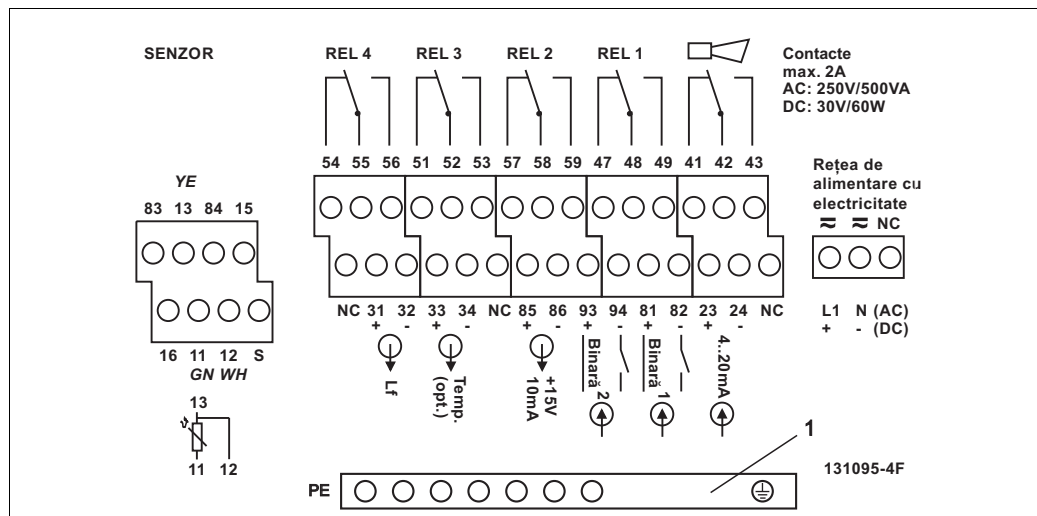 SENZOR
REL 4 REL 3 REL 2 REL 1
Contacte
max. 2A
AC: 250V/500VA
DC: 30V/60W
54 55 56 51 52 53 57 58 59 47 48 49 41 42 43
Rețea de
alimentare cu
electricitate
≂ ≂ NC
YE
83 13 84 15
NC 31 32 33 34 NC 85 86 93 94 81 82 23 24 NC
+ - + - + - + - + - + -
L1 N (AC)
+ - (DC)
16 11 12 S
GN WH
Lf
Temp.
(opt.)
+15V
10mA
Binară 2
Binară 1
4..20mA
13
11 12
1
131095-4F
PE